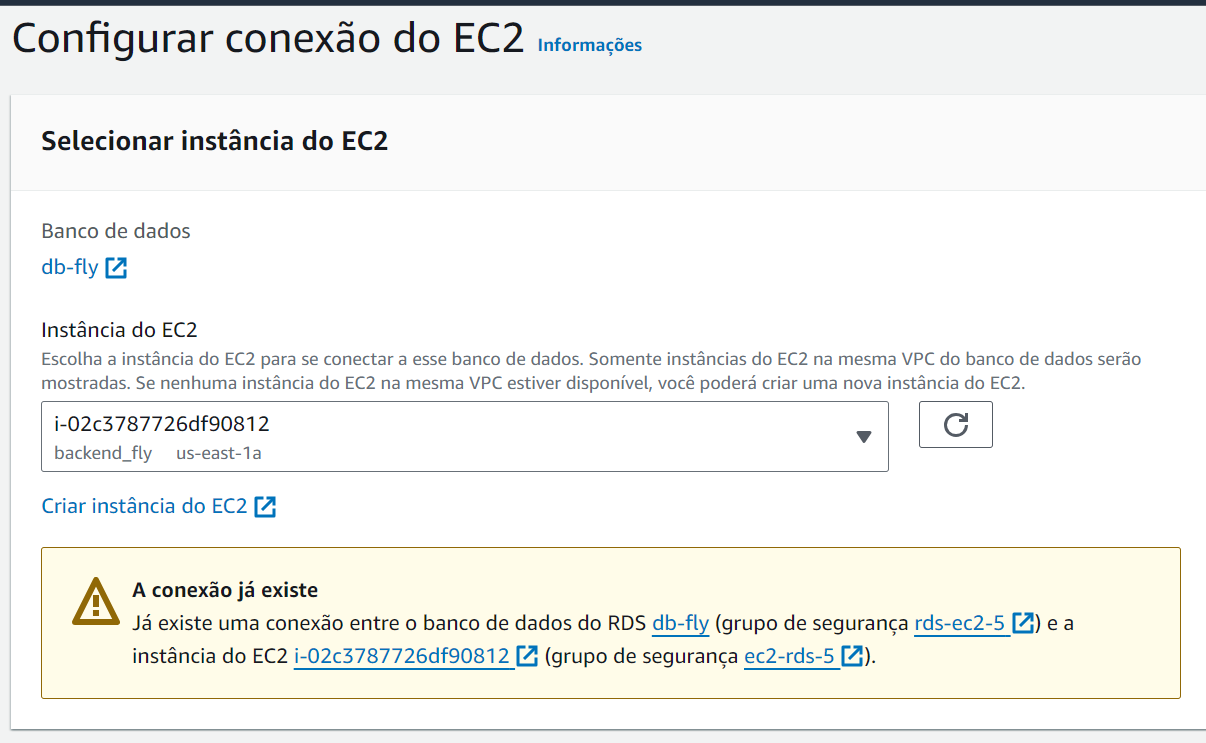 Configurar conexão do EC2 Informações
Selecionar instância do EC2
Banco de dados
db-fly
Instância do EC2
Escolha a instância do EC2 para se conectar a esse banco de dados. Somente instâncias do EC2 na mesma VPC do banco de dados serão
mostradas. Se nenhuma instância do EC2 na mesma VPC estiver disponível, você poderá criar uma nova instância do EC2.
i-02c3787726df90812
backend_fly us-east-1a
Criar instância do EC2
A conexão já existe
Já existe uma conexão entre o banco de dados do RDS db-fly (grupo de segurança rds-ec2-5 ) e a
instância do EC2 i-02c3787726df90812 (grupo de segurança ec2-rds-5 ).